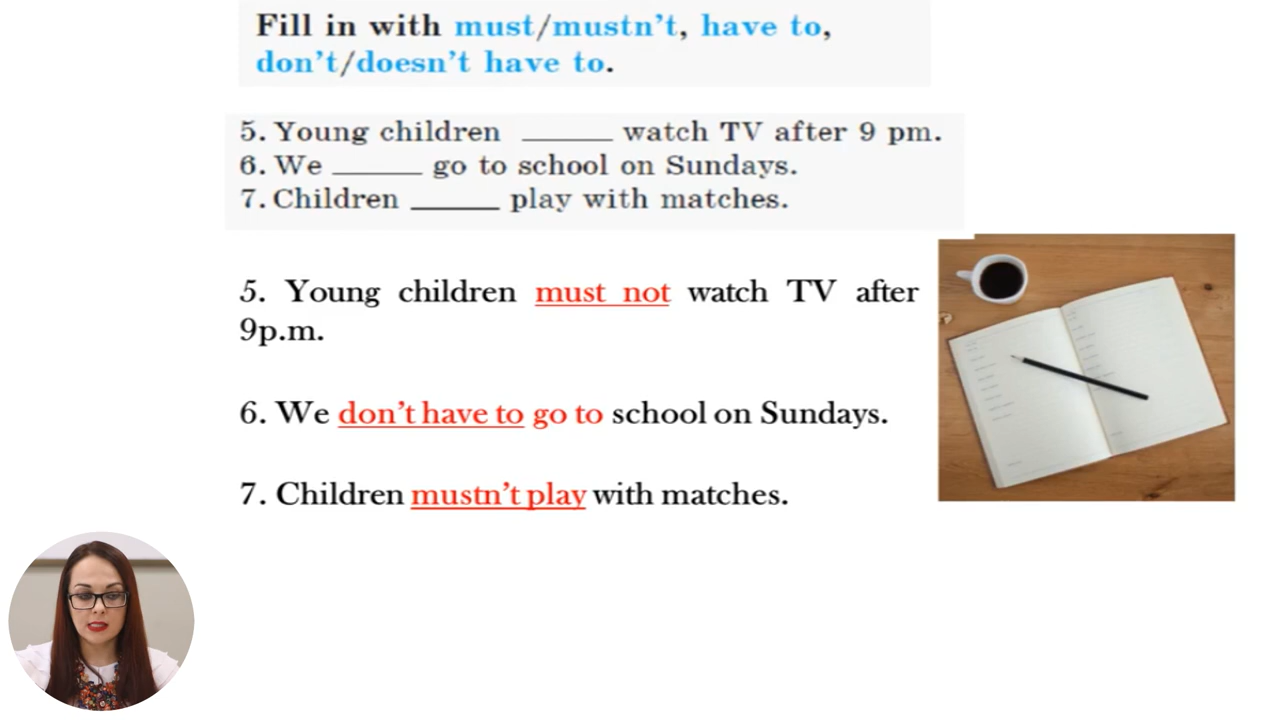 Fill in with must/mustn't, have to,
don't/doesn't have to.
5. Young children ______ watch TV after 9 pm.
6. We ______ go to school on Sundays.
7. Children ______ play with matches.
5. Young children must not watch TV after
9p.m.
6. We don't have to go to school on Sundays.
7. Children mustn't play with matches.